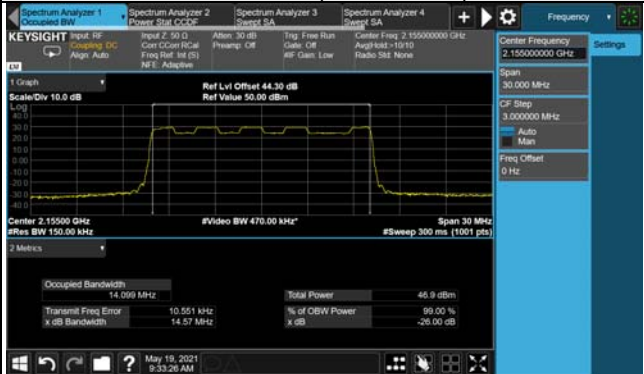 Spectrum Analyzer 1
Occupied BW
Spectrum Analyzer 2
Power Stat CCDF
Spectrum Analyzer 3
Swept SA
Spectrum Analyzer 4
Swept SA
Frequency
KEYSIGHT
Input: RF
Coupling: DC
Align: Auto
Input Z: 50 Ω
Corr CCorr RCal
Freq Ref: Int (S)
NFE: Adaptive
Atten: 30 dB
Preamp: Off
Trig: Free Run
Gate: Off
#IF Gain: Low
Center Freq: 2.155000000 GHz
Avg|Hold:>10/10
Radio Std: None
Center Frequency
2.155000000 GHz
Settings
Span
30.000 MHz
CF Step
3.000000 MHz
Auto
Man
Freq Offset
0 Hz
1 Graph
Scale/Div 10.0 dB
Ref Lvl Offset 44.30 dB
Ref Value 50.00 dBm
Log
40.0
30.0
20.0
10.0
0.00
-10.0
-20.0
-30.0
-40.0
Center 2.15500 GHz
#Video BW 470.00 kHz*
Span 30 MHz
#Res BW 150.00 kHz
#Sweep 300 ms (1001 pts)
2 Metrics
Occupied Bandwidth
14.099 MHz
Total Power
46.9 dBm
Transmit Freq Error
10.551 kHz
% of OBW Power
99.00 %
x dB Bandwidth
14.57 MHz
x dB
-26.00 dB
May 19, 2021
9:33:26 AM